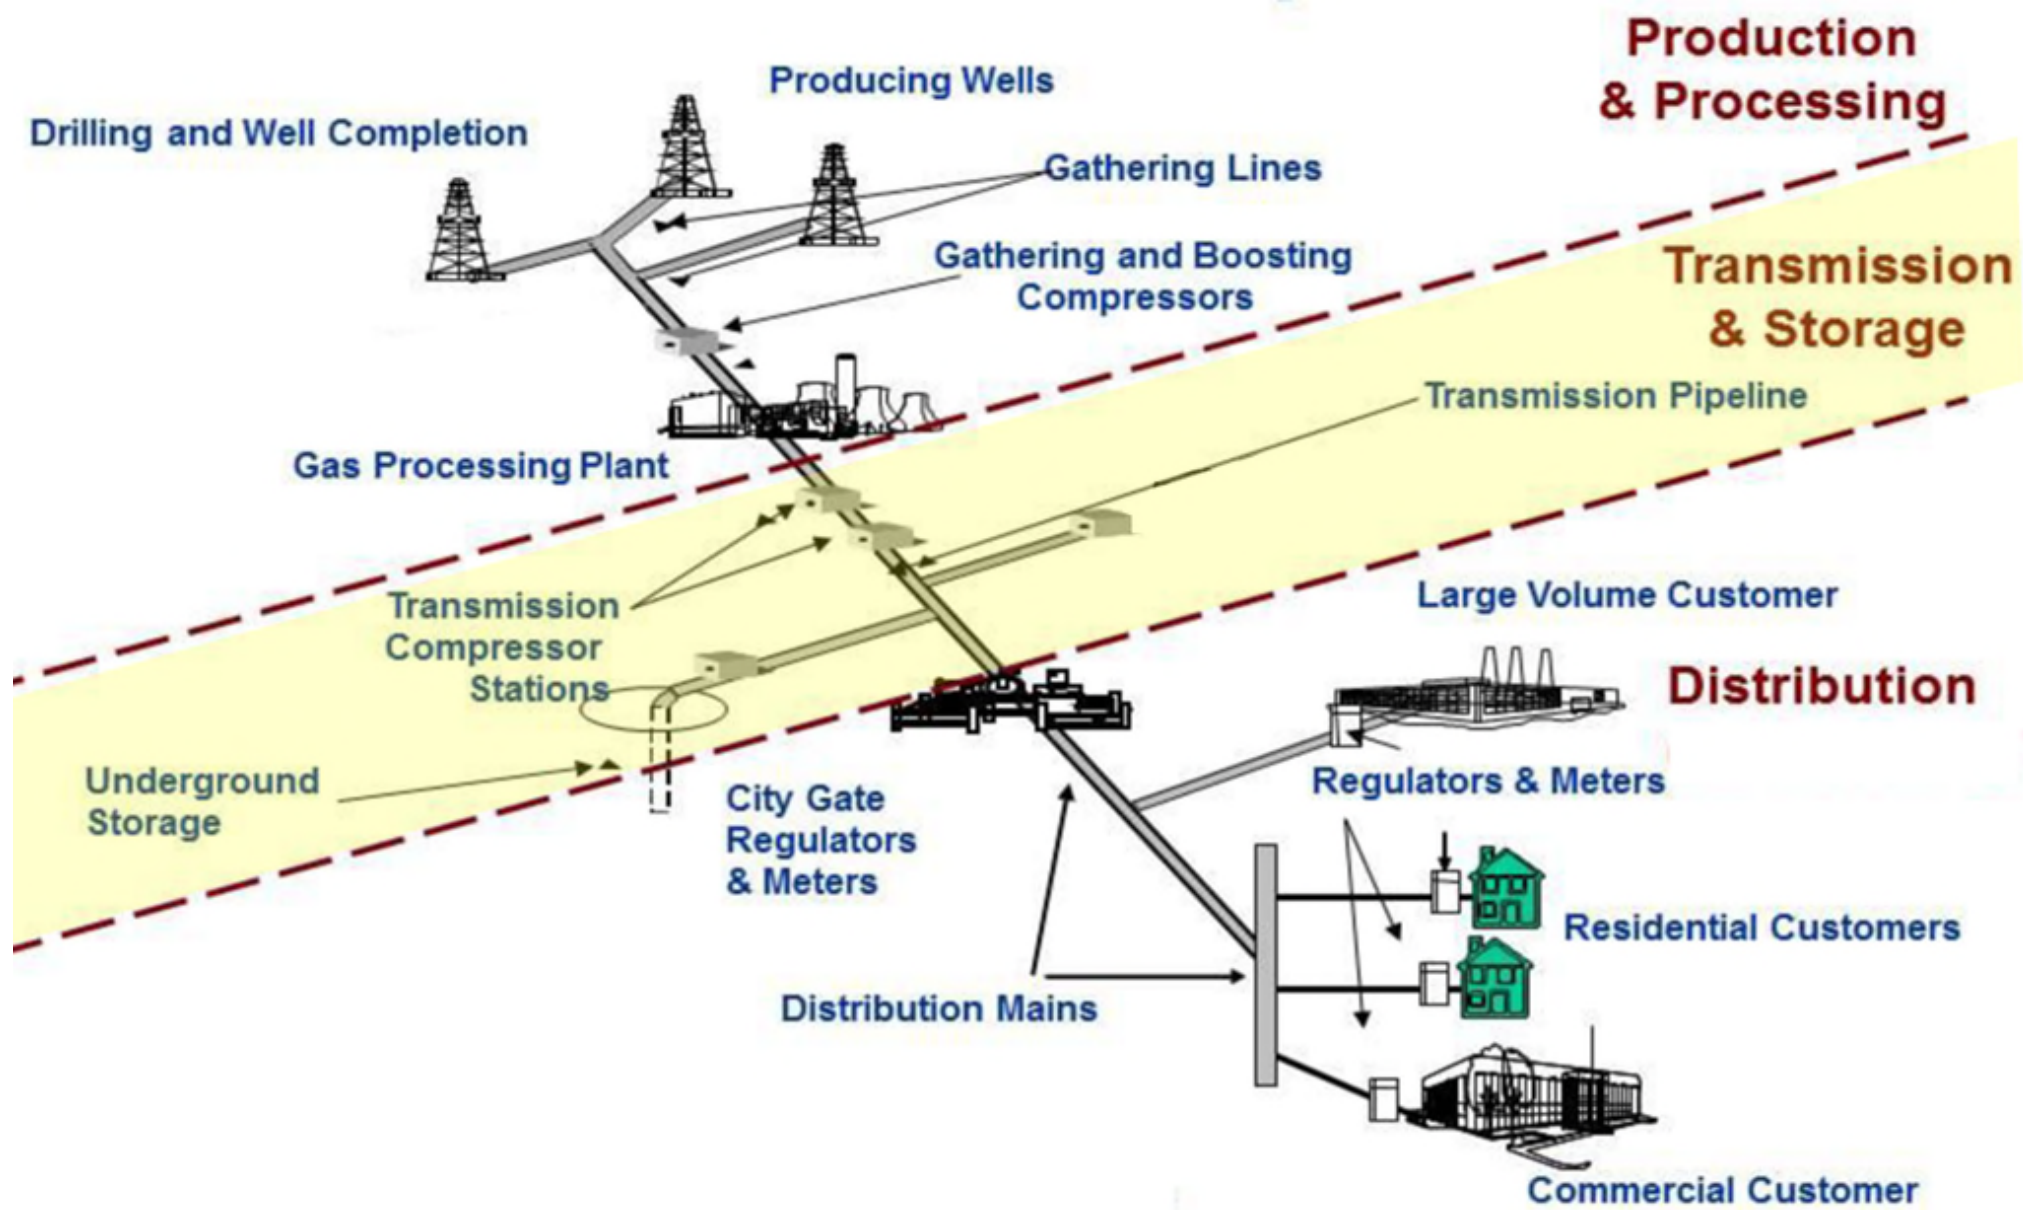 Production
& Processing
Producing Wells
Drilling and Well Completion
Gathering Lines
Gathering and Boosting
Compressors
Transmission
& Storage
Transmission Pipeline
Gas Processing Plant
Transmission
Compressor
Stations
Large Volume Customer
Distribution
Underground
Storage
City Gate
Regulators
& Meters
Regulators & Meters
Residential Customers
Distribution Mains
Commercial Customer